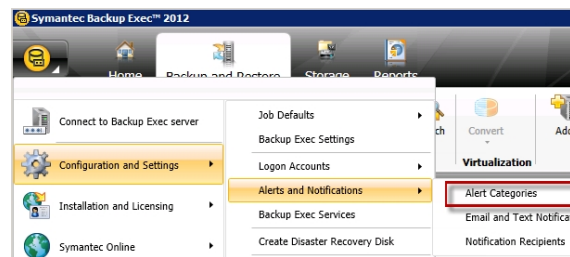 Symantec Backup Exec™ 2012
Home Backup and Restore Storage Reports
Connect to Backup Exec server
Configuration and Settings
Installation and Licensing
Symantec Online
Job Defaults
Backup Exec Settings
Logon Accounts
Alerts and Notifications
Backup Exec Services
Create Disaster Recovery Disk
ch
Convert
Add
Virtualization
Alert Categories
Email and Text Notifica
Notification Recipients